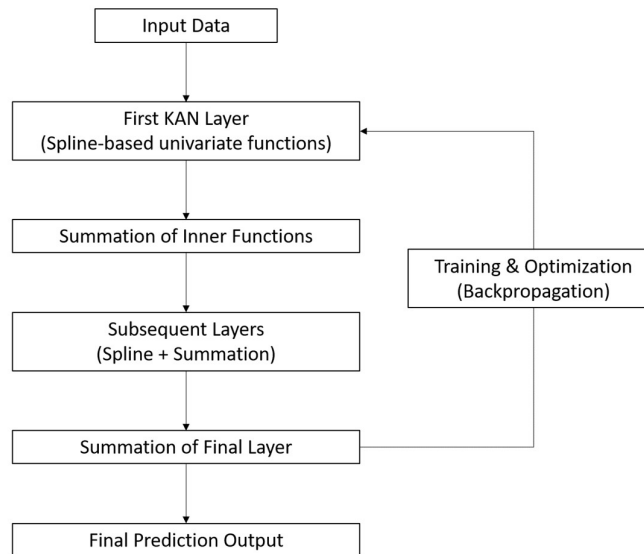 Input Data
First KAN Layer
(Spline-based univariate functions)
Summation of Inner Functions
Training & Optimization
(Backpropagation)
Subsequent Layers
(Spline + Summation)
Summation of Final Layer
Final Prediction Output